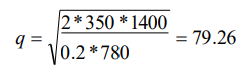 q = √(2*350*1400 / 0.2*780) = 79.26